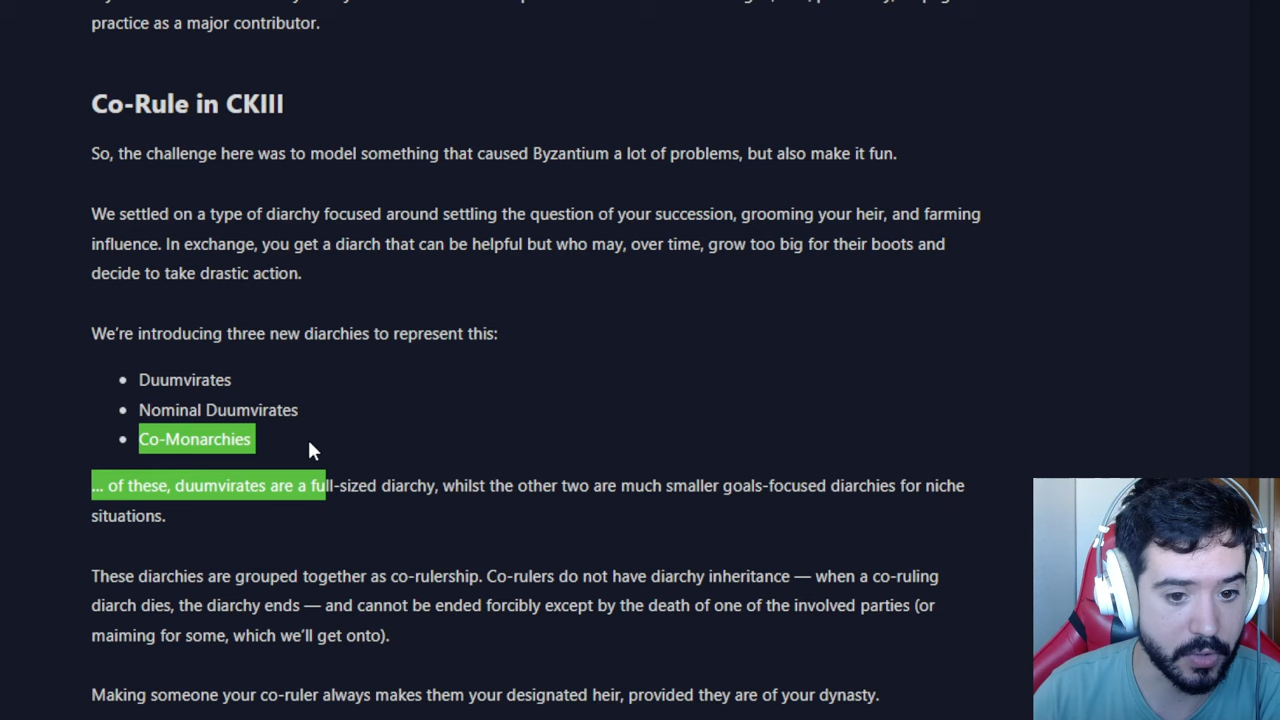 practice as a major contributor.
Co-Rule in CKIII
So, the challenge here was to model something that caused Byzantium a lot of problems, but also make it fun.
We settled on a type of diarchy focused around settling the question of your succession, grooming your heir, and farming
influence. In exchange, you get a diarch that can be helpful but who may, over time, grow too big for their boots and
decide to take drastic action.
We're introducing three new diarchies to represent this:
• Duumvirates
• Nominal Duumvirates
• Co-Monarchies
... of these, duumvirates are a full-sized diarchy, whilst the other two are much smaller goals-focused diarchies for niche
situations.
These diarchies are grouped together as co-rulership. Co-rulers do not have diarchy inheritance — when a co-ruling
diarch dies, the diarchy ends — and cannot be ended forcibly except by the death of one of the involved parties (or
maiming for some, which we'll get onto).
Making someone your co-ruler always makes them your designated heir, provided they are of your dynasty.